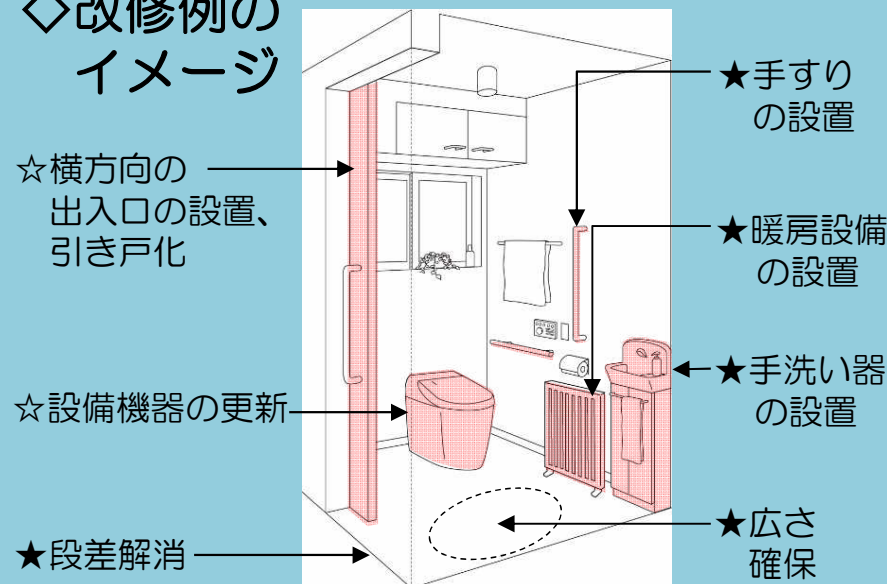 ◇改修例の
イメージ
☆横方向の
出入口の設置、
引き戸化
☆設備機器の更新
★段差解消
★手すり
の設置
★暖房設備
の設置
★手洗い器
の設置
★広さ
確保